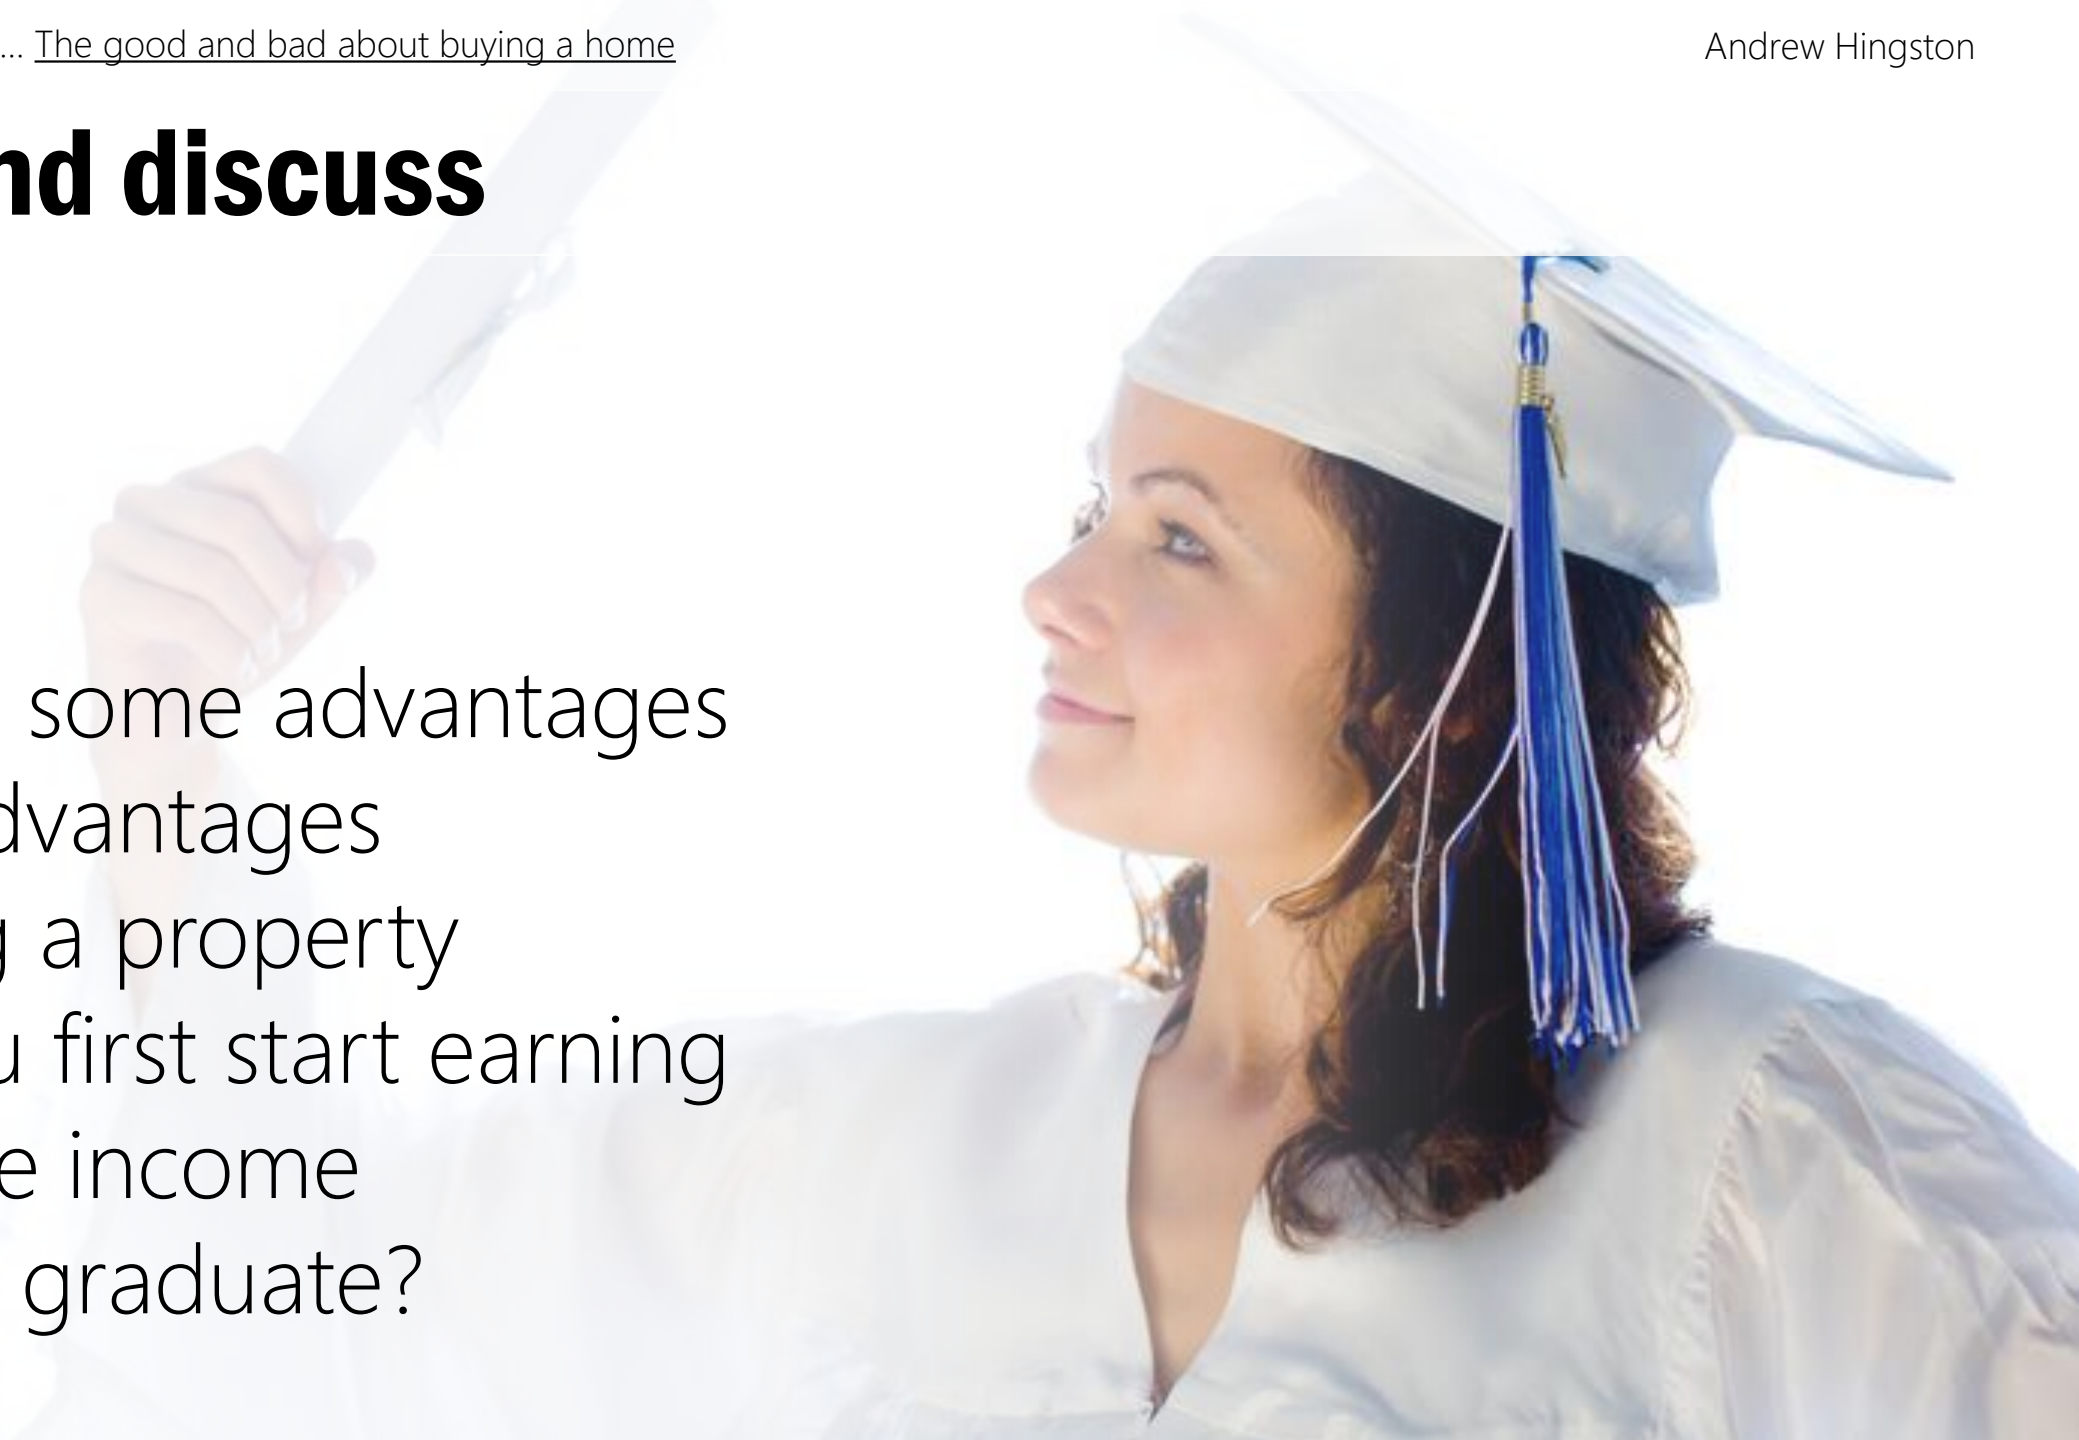 ... The good and bad about buying a home
Andrew Hingston
nd discuss
some advantages
dvantages
g a property
u first start earning
e income
graduate?